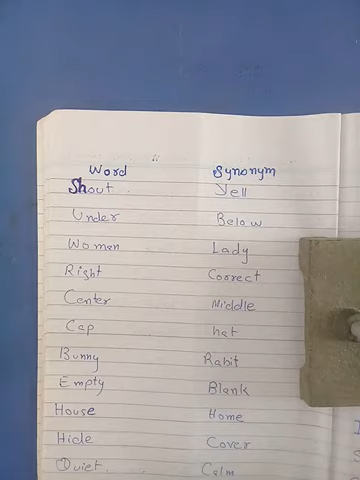 Word Synonym
Shout Yell
Under Below
Women Lady
Right Correct
Center Middle
Cap hat
Bunny Rabit
Empty Blank
House Home
Hide Cover
Quiet. Calm